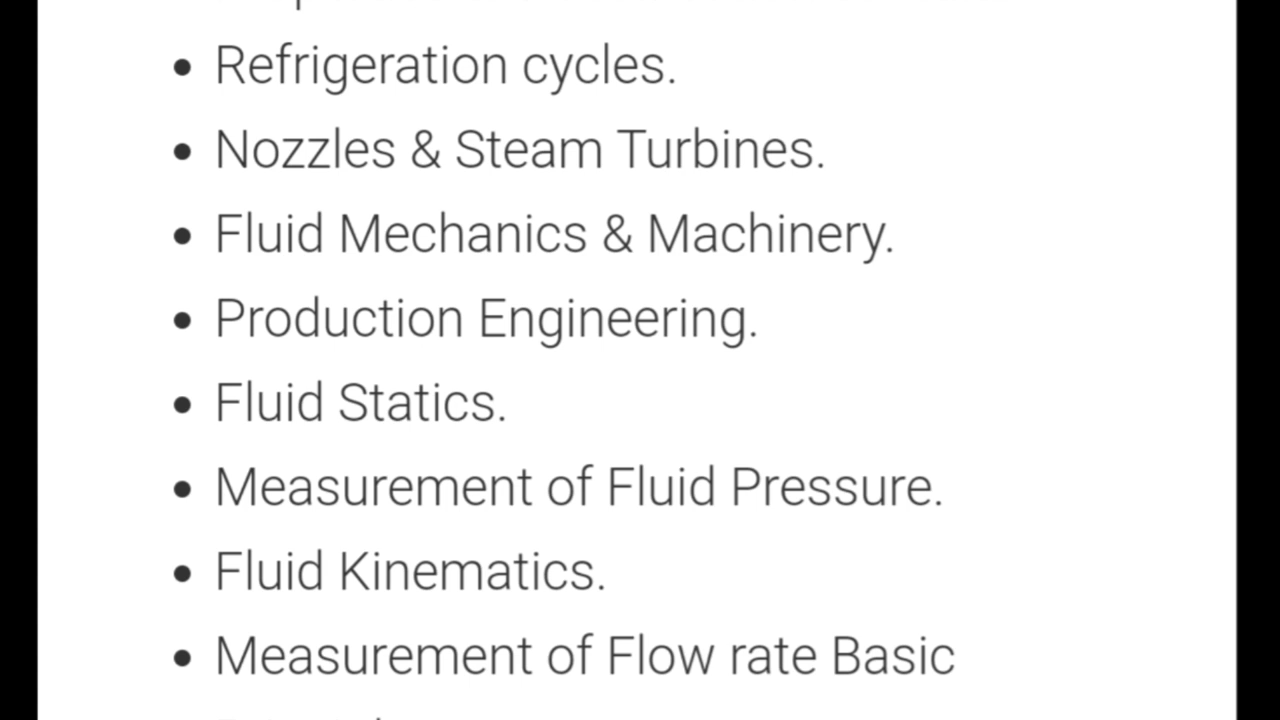 • Refrigeration cycles.
• Nozzles & Steam Turbines.
• Fluid Mechanics & Machinery.
• Production Engineering.
• Fluid Statics.
• Measurement of Fluid Pressure.
• Fluid Kinematics.
• Measurement of Flow rate Basic